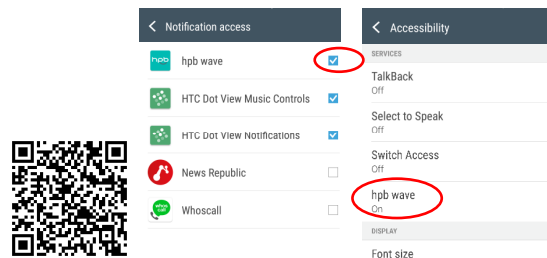 Notification access
hpb
hpb wave
HTC Dot View Music Controls
HTC Dot View Notifications
News Republic
whos
call
Whoscall
Accessibility
SERVICES
TalkBack
Off
Select to Speak
Off
Switch Access
Off
hpb wave
On
DISPLAY
Font size